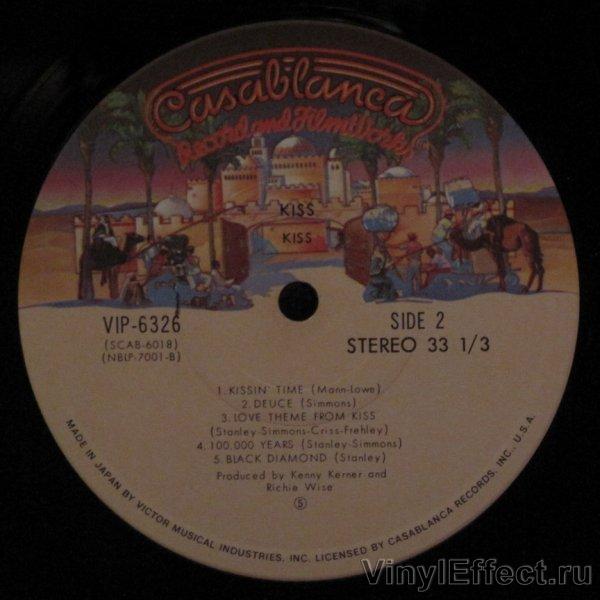 Casablanca
Record and FilmWorks
KISS
KISS
VIP-6326
SIDE 2
(SCAB-6018)
(NBLP-7001-B)
STEREO 33 1/3
1. KISSIN' TIME (Mann-Lowe)
2. DEUCE (Simmons)
3. LOVE THEME FROM KISS
(Stanley-Simmons-Criss-Frehley)
4. 100.000 YEARS (Stanley-Simmons)
5. BLACK DIAMOND (Stanley)
Produced by Kenny Kerner and
Richie Wise
Ⓢ
MADE IN JAPAN BY VICTOR MUSICAL INDUSTRIES, INC. LICENSED BY CASABLANCA RECORDS, INC., U.S.A.
VinylEffect.ru